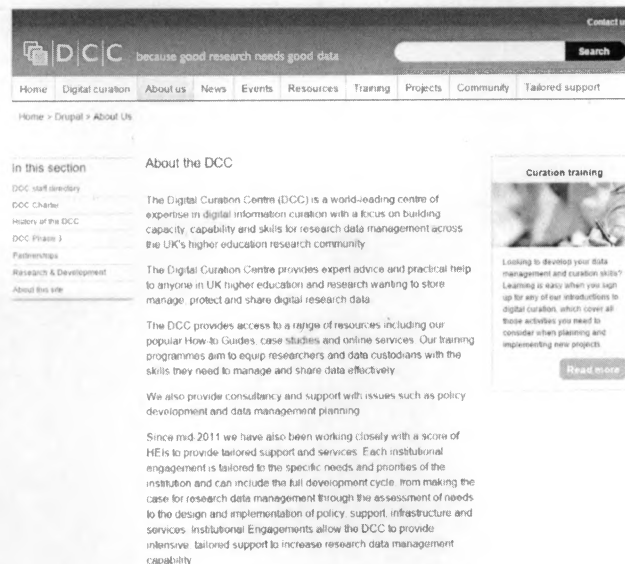 Contact us
DCC because good research needs good data
Search
Home Digital curation About us News Events Resources Training Projects Community Tailored support
Home > Drupal > About Us
In this section
DCC staff directory
DCC Charter
History of the DCC
DCC Phase 3
Partnerships
Research & Development
About this site
About the DCC
The Digital Curation Centre (DCC) is a world-leading centre of
expertise in digital information curation with a focus on building
capacity, capability and skills for research data management across
the UK's higher education research community
The Digital Curation Centre provides expert advice and practical help
to anyone in UK higher education and research wanting to store
manage, protect and share digital research data
The DCC provides access to a range of resources including our
popular How-to Guides, case studies and online services. Our training
programmes aim to equip researchers and data custodians with the
skills they need to manage and share data effectively
We also provide consultancy and support with issues such as policy
development and data management planning
Since mid-2011 we have also been working closely with a score of
HEIs to provide tailored support and services. Each institutional
engagement is tailored to the specific needs and priorities of the
institution and can include the full development cycle, from making the
case for research data management through the assessment of needs
to the design and implementation of policy, support, infrastructure and
services. Institutional Engagements allow the DCC to provide
intensive, tailored support to increase research data management
capability
Curation training
Looking to develop your data
management and curation skills?
Learning is easy when you sign
up for any of our introductions to
digital curation, which cover all
those activities you need to
consider when planning and
implementing new projects.
Read more